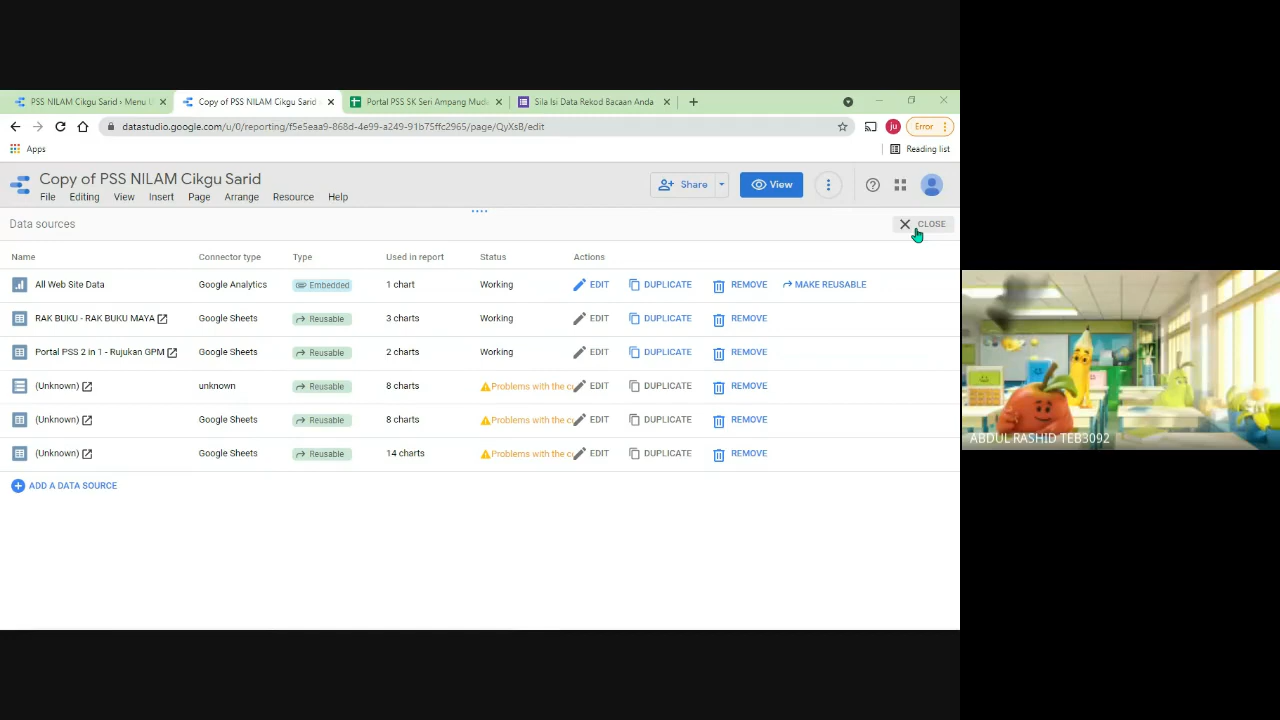 PSS NILAM Cikgu Sarid › Menu U
Copy of PSS NILAM Cikgu Sarid
Portal PSS SK Seri Ampang Mud
Sila Isi Data Rekod Bacaan Anda
datastudio.google.com/u/0/reporting/f5e5eaa9-868d-4e99-a249-91b75ffc2965/page/QyXsB/edit
ju
Error
Apps
Reading list
Copy of PSS NILAM Cikgu Sarid
File Editing View Insert Page Arrange Resource Help
Share
View
Data sources
CLOSE
Name Connector type Type Used in report Status Actions
All Web Site Data Google Analytics Embedded 1 chart Working EDIT DUPLICATE REMOVE MAKE REUSABLE
RAK BUKU - RAK BUKU MAYA Google Sheets Reusable 3 charts Working EDIT DUPLICATE REMOVE
Portal PSS 2 in 1 - Rujukan GPM Google Sheets Reusable 2 charts Working EDIT DUPLICATE REMOVE
(Unknown) unknown Reusable 8 charts Problems with the co EDIT DUPLICATE REMOVE
(Unknown) Google Sheets Reusable 8 charts Problems with the co EDIT DUPLICATE REMOVE
(Unknown) Google Sheets Reusable 14 charts Problems with the co EDIT DUPLICATE REMOVE
ADD A DATA SOURCE
ABDUL RASHID TEB3092